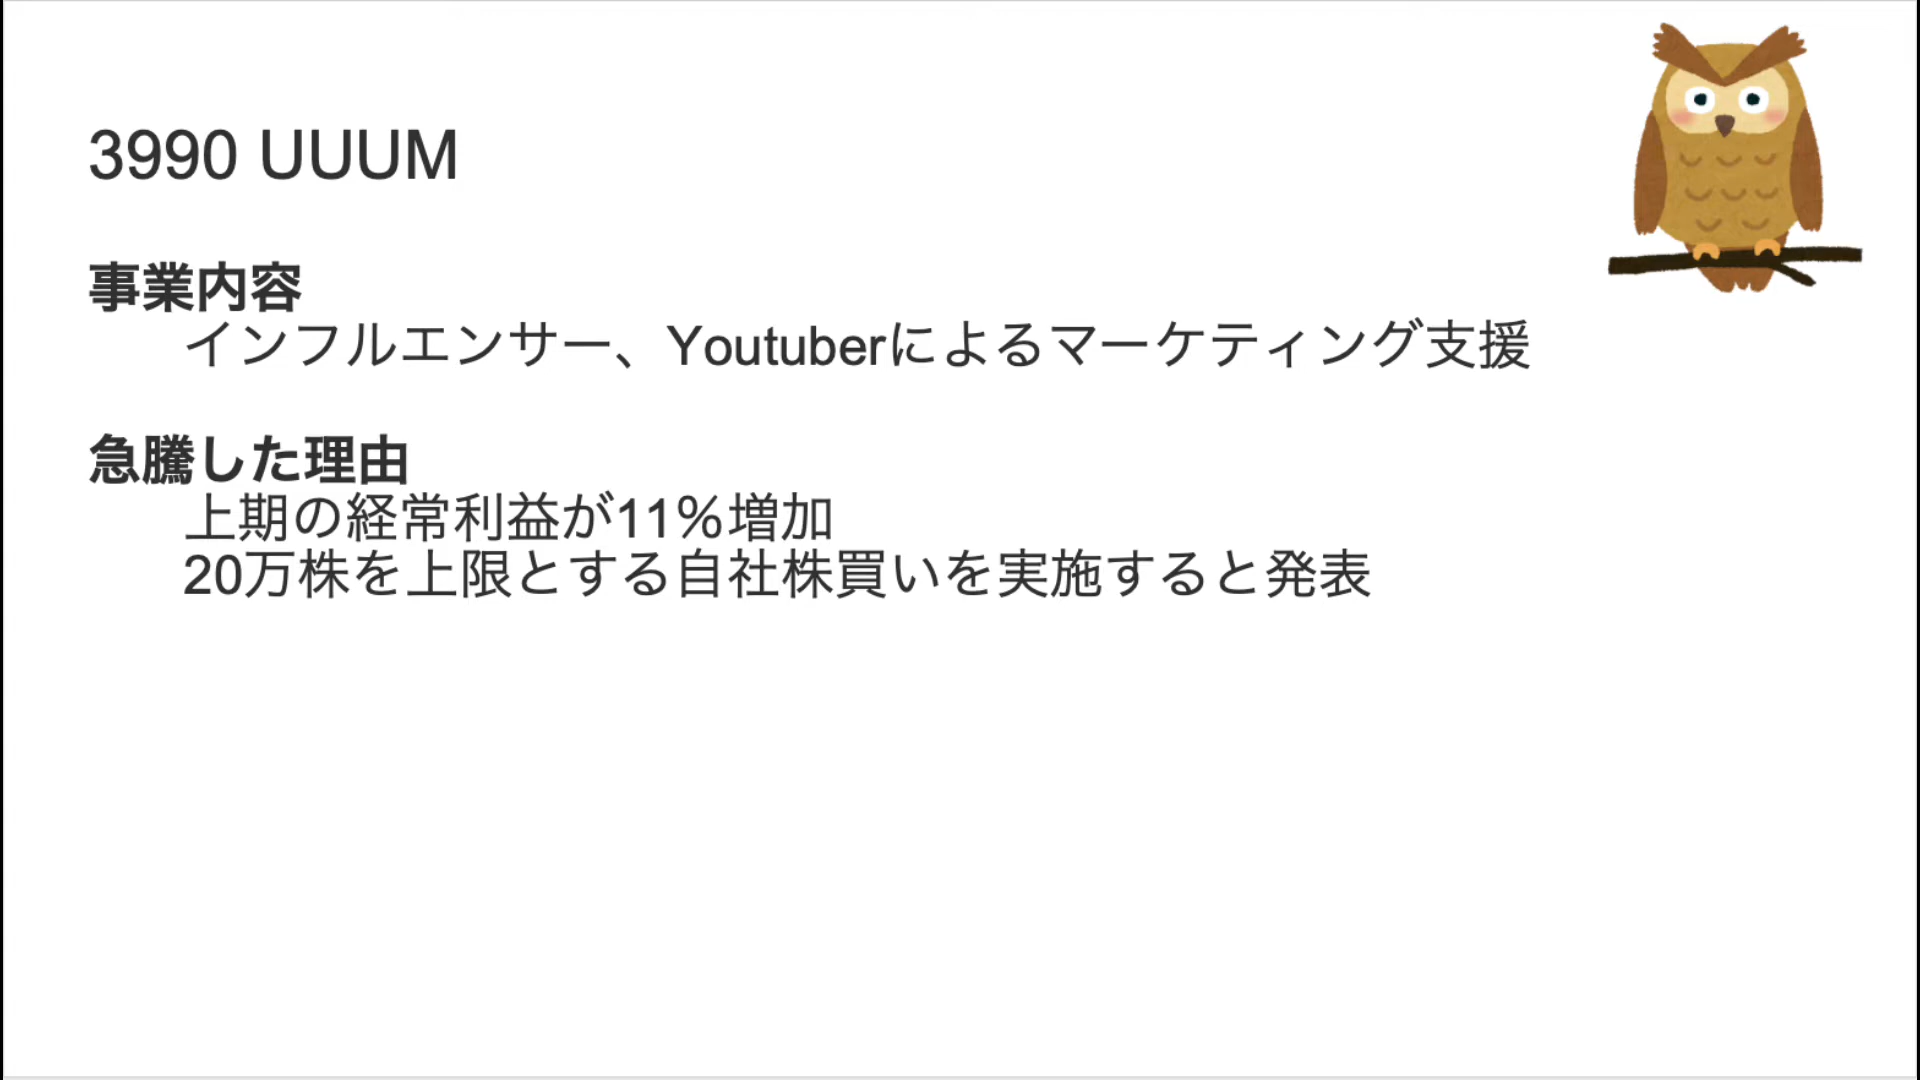 3990 UUUM
事業内容
インフルエンサー、Youtuberによるマーケティング支援
急騰した理由
上期の経常利益が11%増加
20万株を上限とする自社株買いを実施すると発表